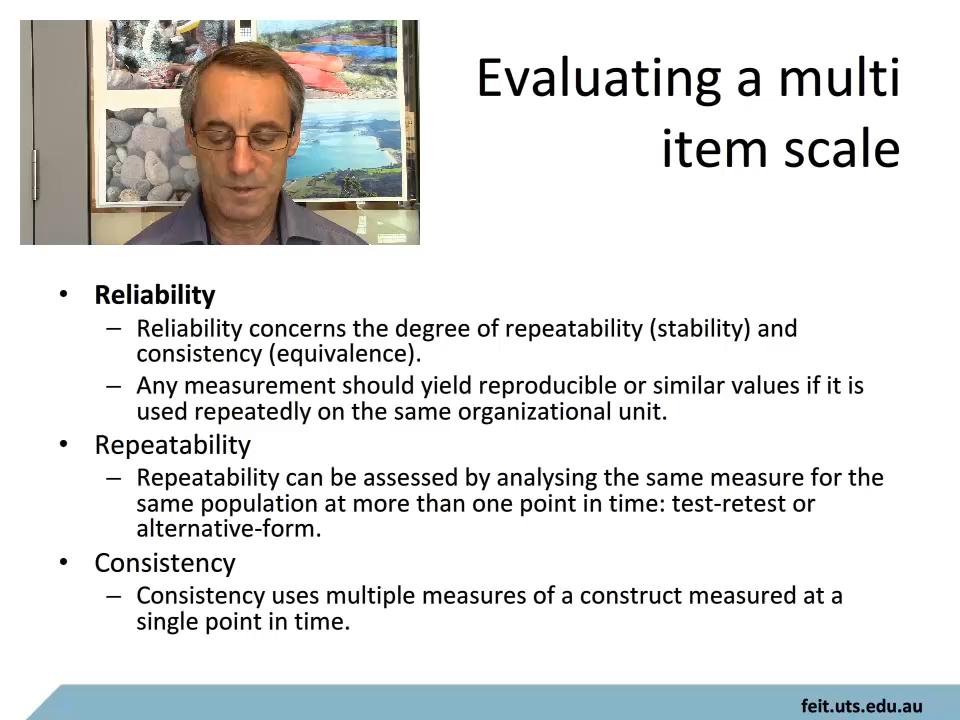 Evaluating a multi
item scale
• Reliability
– Reliability concerns the degree of repeatability (stability) and
consistency (equivalence).
– Any measurement should yield reproducible or similar values if it is
used repeatedly on the same organizational unit.
• Repeatability
– Repeatability can be assessed by analysing the same measure for the
same population at more than one point in time: test-retest or
alternative-form.
• Consistency
– Consistency uses multiple measures of a construct measured at a
single point in time.
feit.uts.edu.au